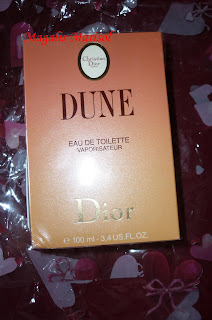 Christian
Dior
DUNE
EAU DE TOILETTE
VAPORISATEUR
Dior
e 100 ml - 3.4 US.FL.OZ.